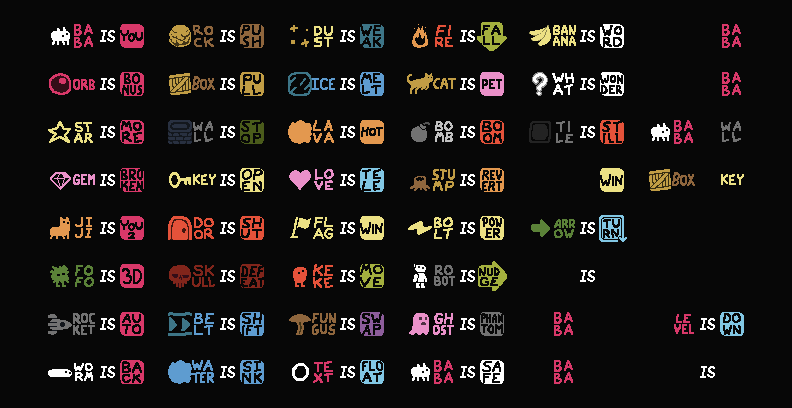 BABA IS YOU ROCK IS PUSH DUST IS WEAK FIRE IS FALL BANANA IS WORD BABA
ORB IS BONUS BOX IS PULL ICE IS MELT CAT IS PET WHAT IS WONDER BABA
STAR IS MORE WALL IS STOP LAVA IS HOT BOMB IS BOOM TILE IS STILL BABA WALL
GEM IS BROKEN KEY IS OPEN LOVE IS TELE STUMP IS REVERT WIN BOX KEY
JIJI IS YOU2 DOOR IS SHUT FLAG IS WIN BOLT IS POWER ARROW IS TURN
FOFO IS 3D SKULL IS DEFEAT KEKE IS MOVE ROBOT IS NUDGE IS
ROCKET IS AUTO BELT IS SHIFT FUNGUS IS SWAP GHOST IS PHANTOM BABA LEVEL IS DOWN
WORM IS BACK WATER IS SINK TEXT IS FLOAT BABA IS SAFE BABA IS